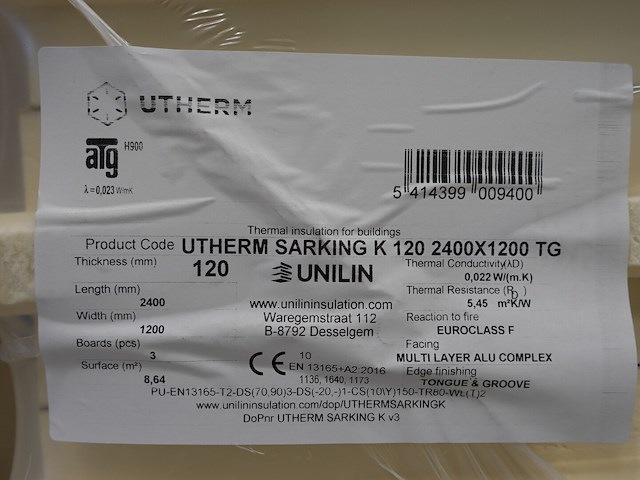 UTHERM
aTg H900
λ=0,023 W/mK
5 414399 009400
Thermal insulation for buildings
Product Code UTHERM SARKING K 120 2400X1200 TG
Thickness (mm) 120
UNILIN
Thermal Conductivity(λD)
0,022 W/(m.K)
Length (mm)
2400
Thermal Resistance (RD)
5,45 m²K/W
www.unilininsulation.com
Width (mm)
1200
Waregemstraat 112
B-8792 Desselgem
Reaction to fire
EUROCLASS F
Boards (pcs)
3
Facing
MULTI LAYER ALU COMPLEX
Surface (m²)
8,64
CE 10
EN 13165+A2:2016
1136, 1640, 1173
Edge finishing
TONGUE & GROOVE
PU-EN13165-T2-DS(70,90)3-DS(-20,-)1-CS(10\Y)150-TR80-WL(T)2
www.unilininsulation.com/dop/UTHERMSARKINGK
DoPnr UTHERM SARKING K v3